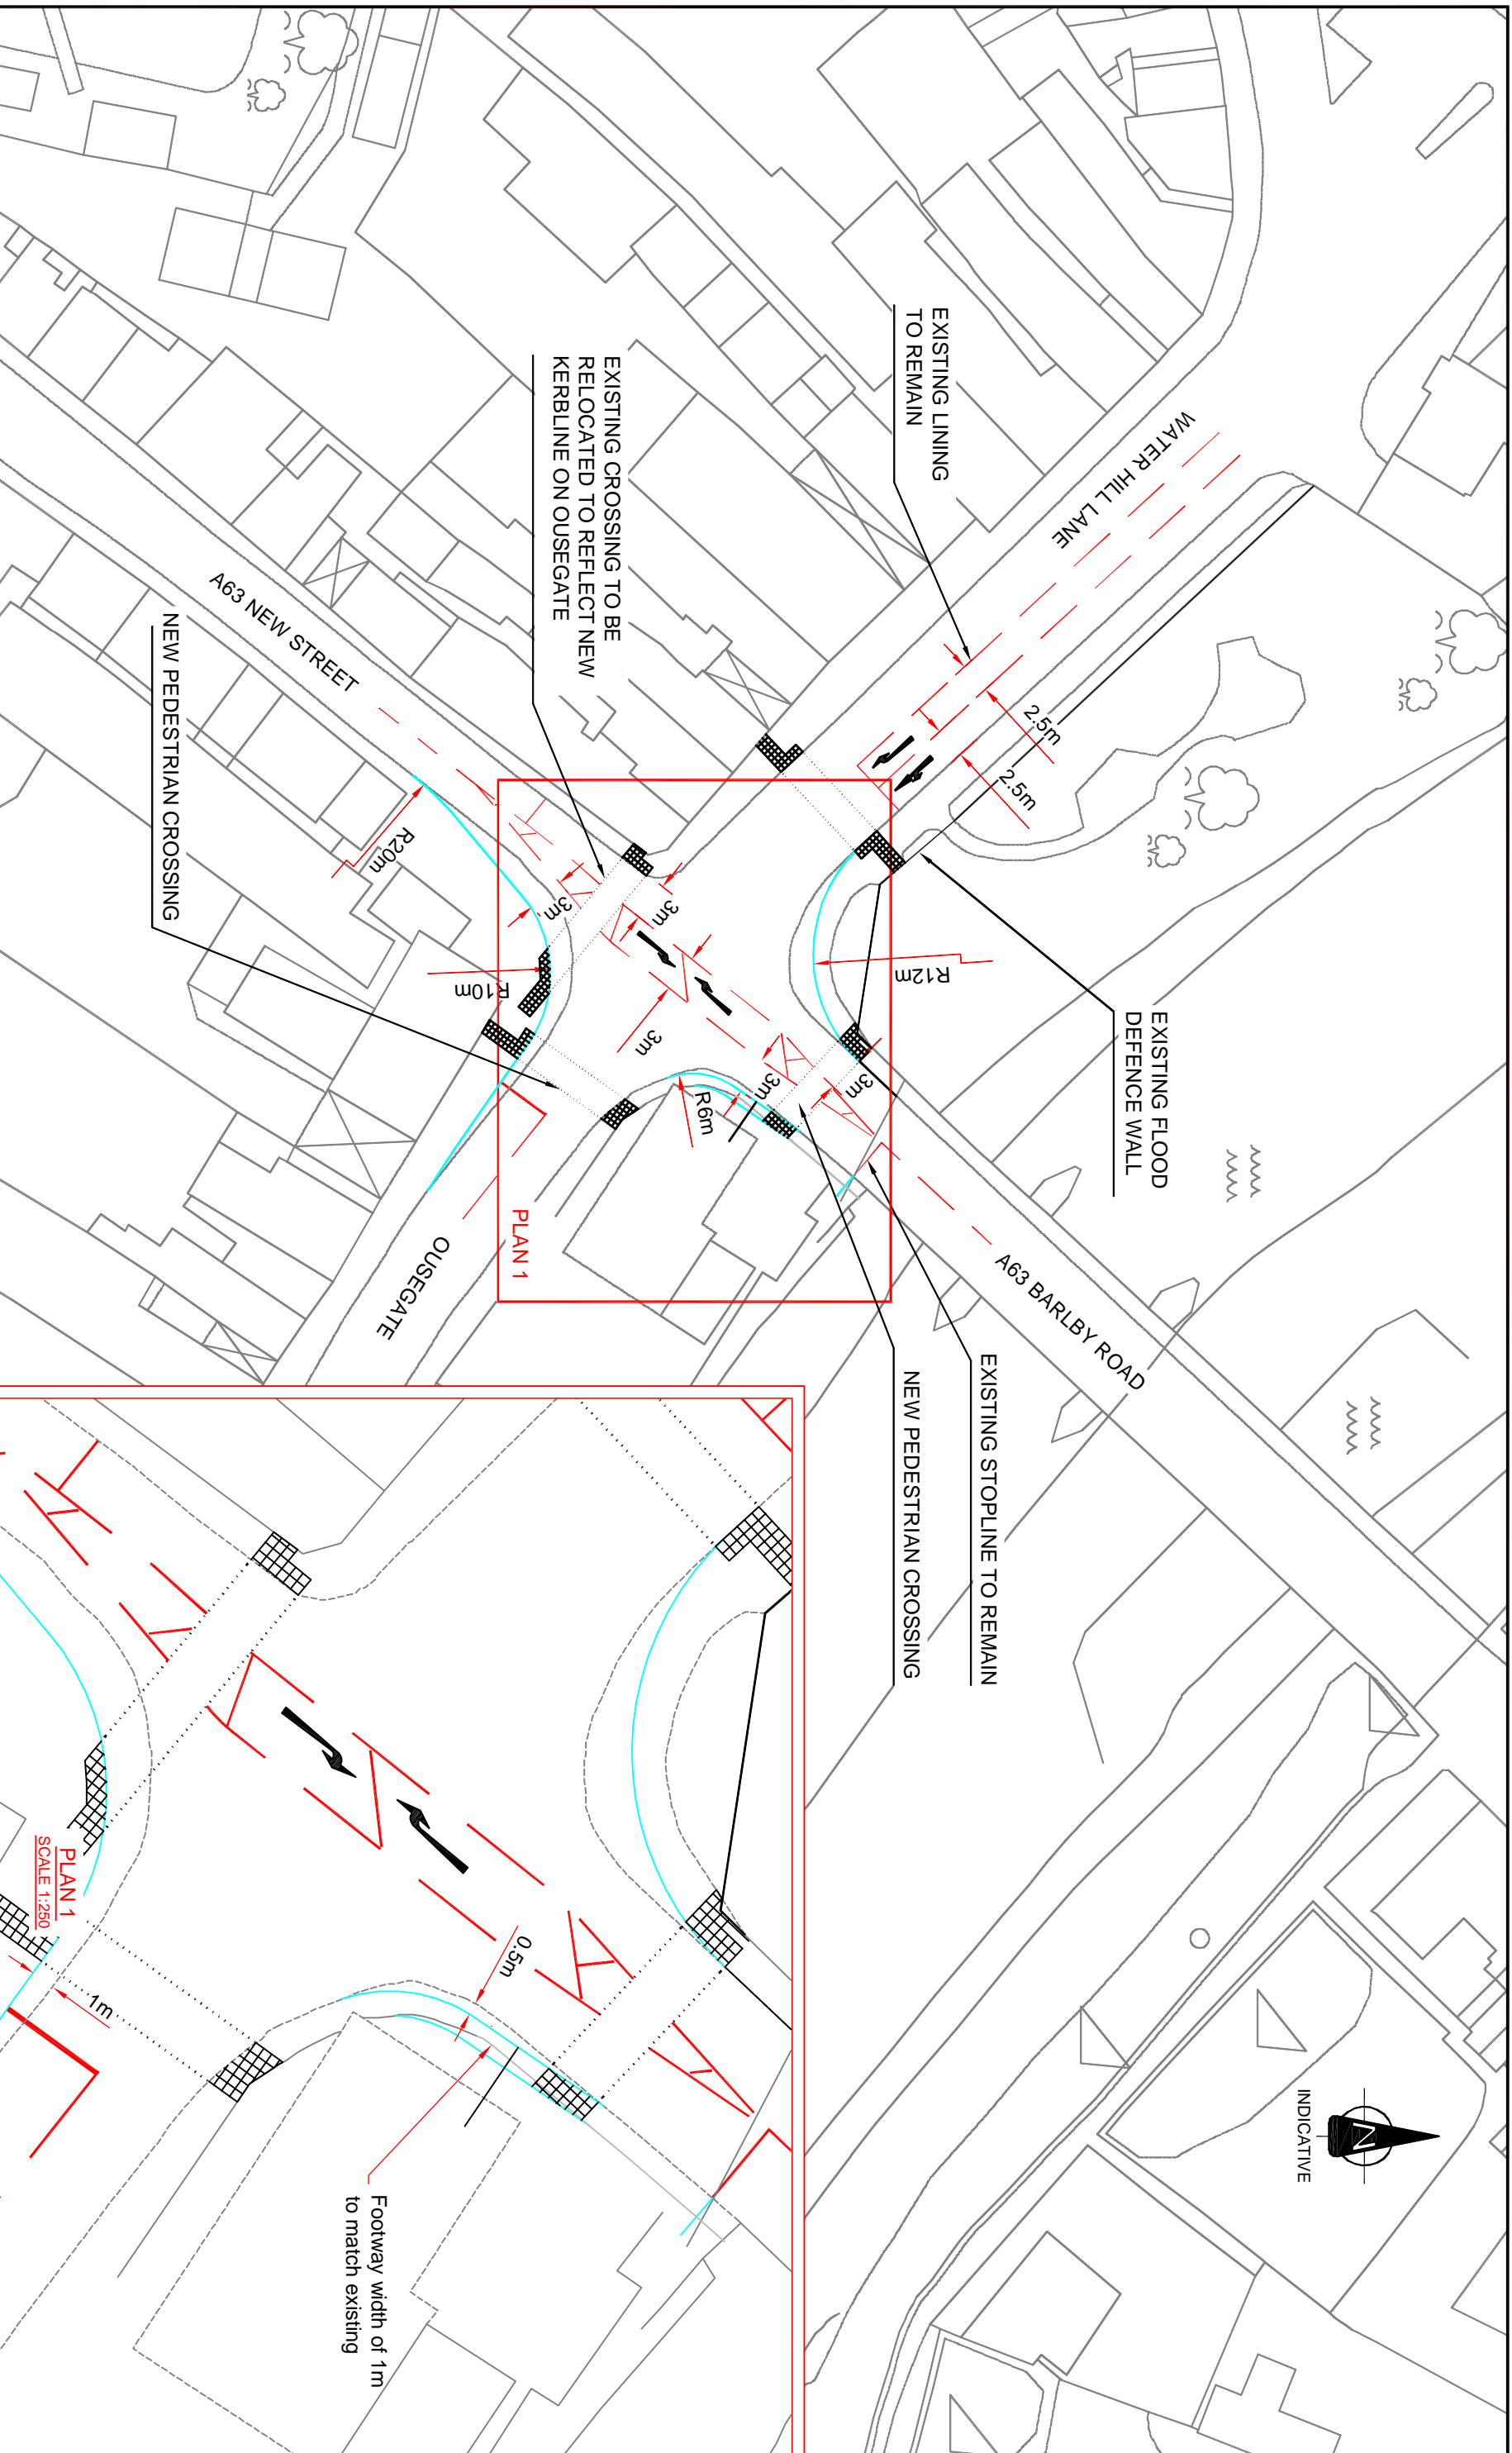 WATER HILL LANE
EXISTING LINING
TO REMAIN
2.5m
2.5m
EXISTING CROSSING TO BE
RELOCATED TO REFLECT NEW
KERBLINE ON OUSEGATE
A63 NEW STREET
NEW PEDESTRIAN CROSSING
R20m
3m
3m
R10m
3m
R12m
3m
3m
R6m
EXISTING FLOOD
DEFENCE WALL
PLAN 1
OUSEGATE
A63 BARLBY ROAD
EXISTING STOPLINE TO REMAIN
NEW PEDESTRIAN CROSSING
PLAN 1
SCALE 1:250
0.5m
1m
Footway width of 1m
to match existing
N
INDICATIVE